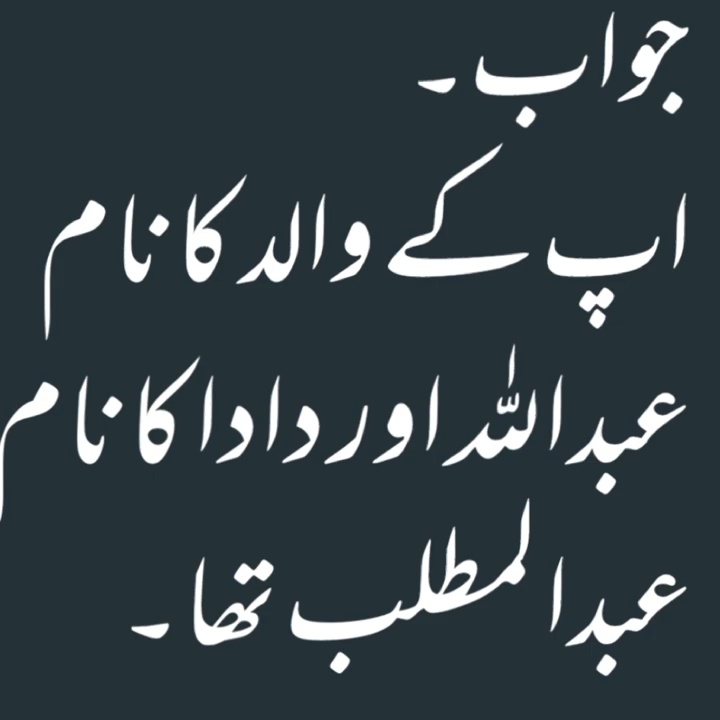 جواب۔
اپ کے والد کا نام
عبداللہ اور دادا کا نام
عبدالمطلب تھا۔